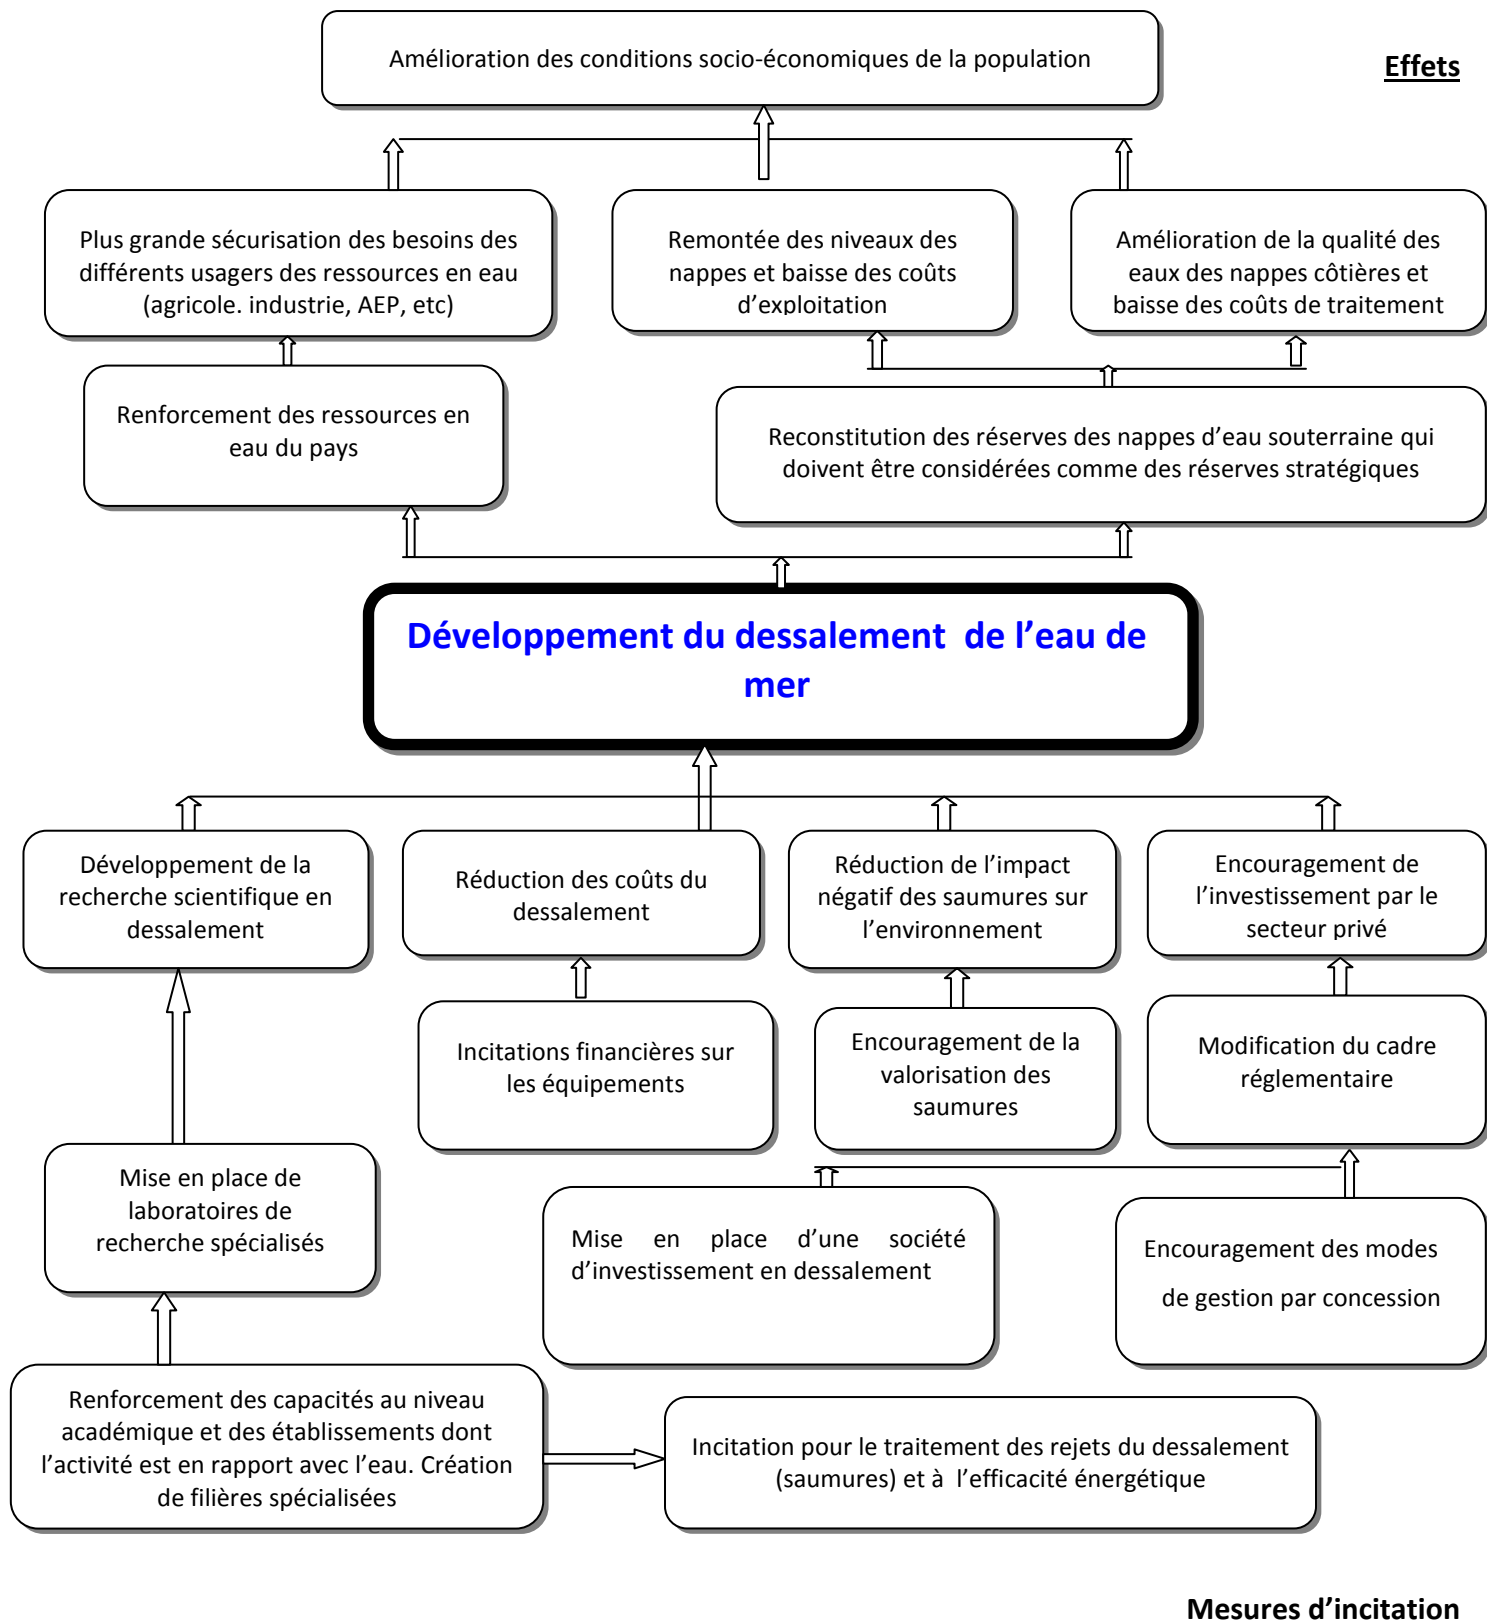 Amélioration des conditions socio-économiques de la population
Effets
Plus grande sécurisation des besoins des
différents usagers des ressources en eau
(agricole. industrie, AEP, etc)
Remontée des niveaux des
nappes et baisse des coûts
d’exploitation
Amélioration de la qualité des
eaux des nappes côtières et
baisse des coûts de traitement
Renforcement des ressources en
eau du pays
Reconstitution des réserves des nappes d’eau souterraine qui
doivent être considérées comme des réserves stratégiques
Développement du dessalement de l’eau de
mer
Développement de la
recherche scientifique en
dessalement
Réduction des coûts du
dessalement
Réduction de l’impact
négatif des saumures sur
l’environnement
Encouragement de
l’investissement par le
secteur privé
Incitations financières sur
les équipements
Encouragement de la
valorisation des
saumures
Modification du cadre
réglementaire
Mise en place de
laboratoires de
recherche spécialisés
Mise en place d’une société
d’investissement en dessalement
Encouragement des modes
de gestion par concession
Renforcement des capacités au niveau
académique et des établissements dont
l’activité est en rapport avec l’eau. Création
de filières spécialisées
Incitation pour le traitement des rejets du dessalement
(saumures) et à l’efficacité énergétique
Mesures d’incitation